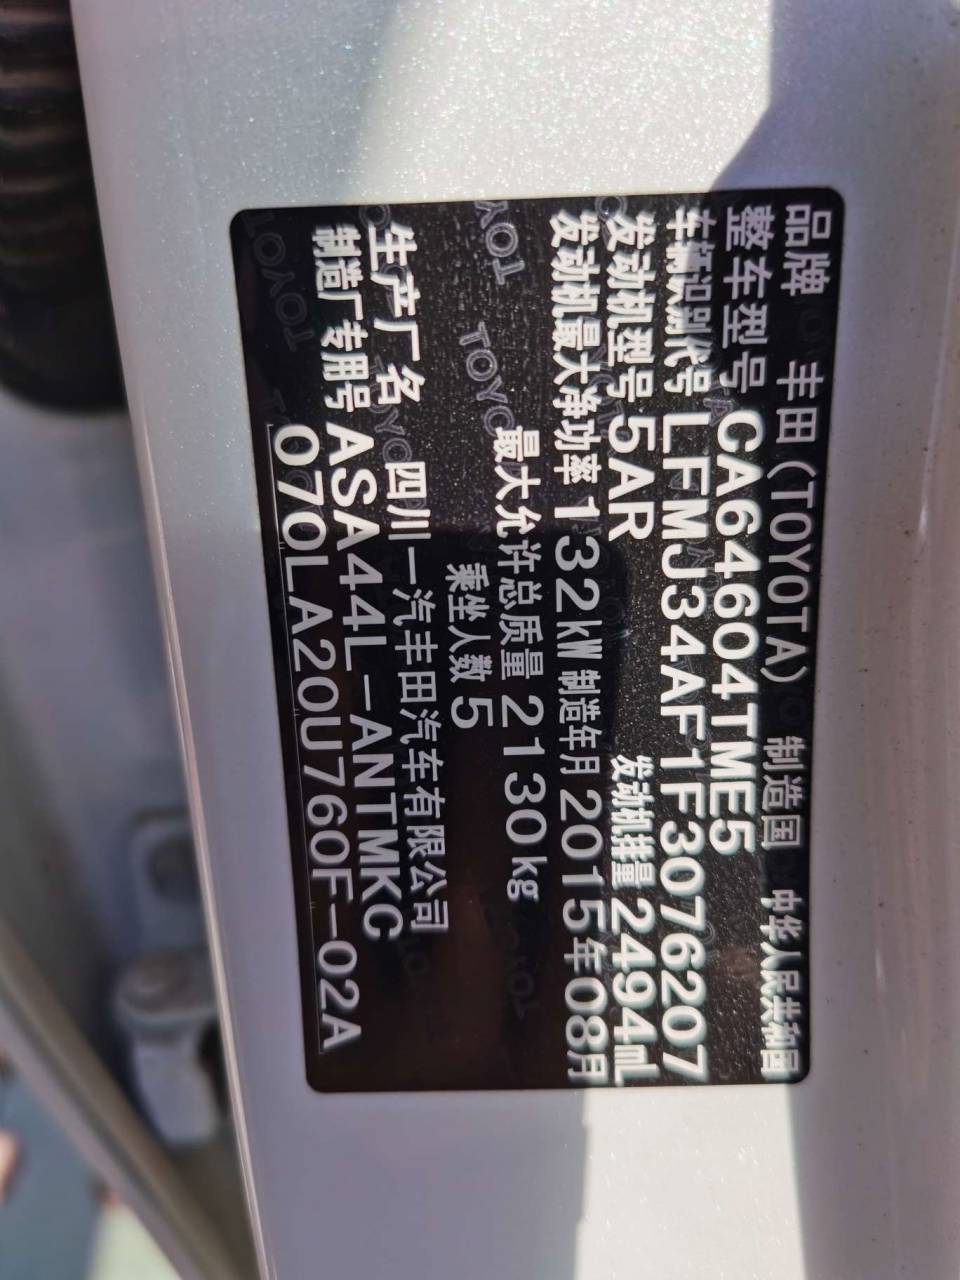 品牌 丰田(TOYOTA) 制造国 中华人民共和国
整车型号 CA64604TME5
车辆识别代号 LFMJ34AF1F3076207
发动机型号 5AR 发动机排量 2494mL
发动机最大净功率 132kW 制造年月 2015年08月
最大允许总质量 2130kg
乘坐人数 5
生产厂名 四川一汽丰田汽车有限公司
制造厂专用号 ASA44L-ANTMKC
070LA20U760F-02A